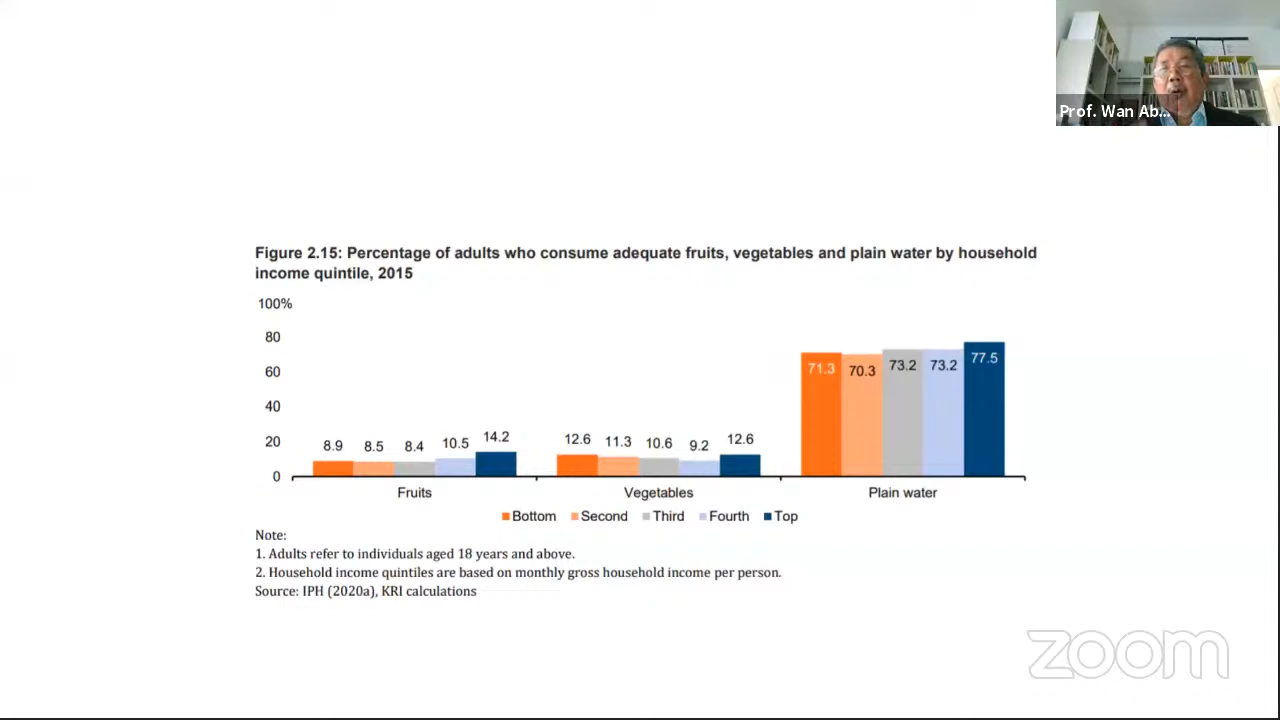 Prof. Wan Ab...
Figure 2.15: Percentage of adults who consume adequate fruits, vegetables and plain water by household
income quintile, 2015
100%
80
60
40
20
0
8.9 8.5 8.4 10.5 14.2
12.6 11.3 10.6 9.2 12.6
71.3 70.3 73.2 73.2 77.5
Fruits Vegetables Plain water
Bottom Second Third Fourth Top
Note:
1. Adults refer to individuals aged 18 years and above.
2. Household income quintiles are based on monthly gross household income per person.
Source: IPH (2020a), KRI calculations
zoom